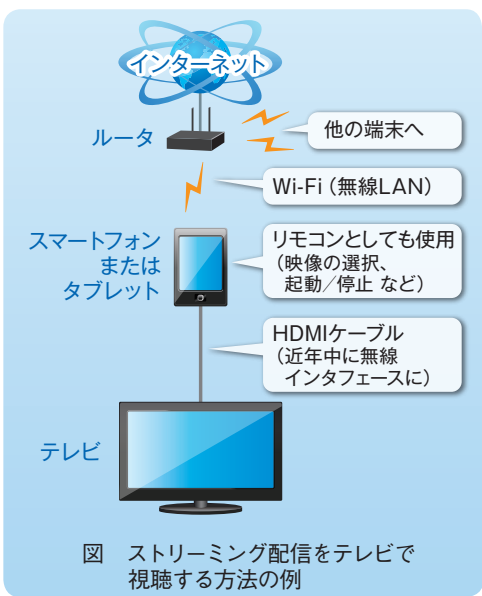 インターネット
ルータ
他の端末へ
Wi-Fi（無線LAN）
スマートフォン
または
タブレット
リモコンとしても使用
（映像の選択、
起動／停止 など）
HDMIケーブル
（近年中に無線
インタフェースに）
テレビ
図　ストリーミング配信をテレビで
視聴する方法の例